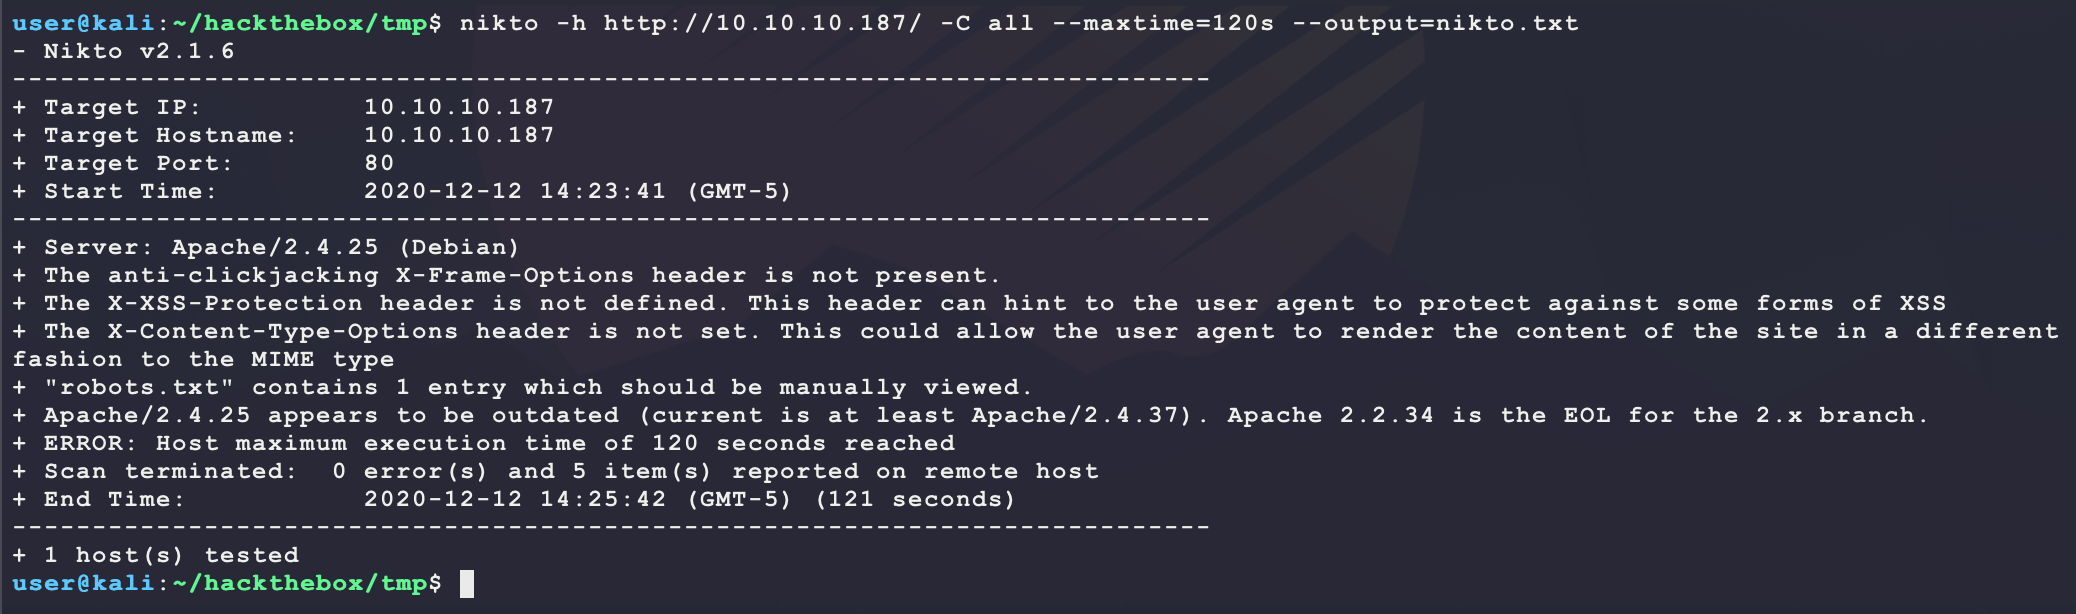 user@kali:~/hackthebox/tmp$ nikto -h http://10.10.10.187/ -C all --maxtime=120s --output=nikto.txt
- Nikto v2.1.6
---------------------------------------------------------------------------
+ Target IP:          10.10.10.187
+ Target Hostname:    10.10.10.187
+ Target Port:        80
+ Start Time:         2020-12-12 14:23:41 (GMT-5)
---------------------------------------------------------------------------
+ Server: Apache/2.4.25 (Debian)
+ The anti-clickjacking X-Frame-Options header is not present.
+ The X-XSS-Protection header is not defined. This header can hint to the user agent to protect against some forms of XSS
+ The X-Content-Type-Options header is not set. This could allow the user agent to render the content of the site in a different
fashion to the MIME type
+ "robots.txt" contains 1 entry which should be manually viewed.
+ Apache/2.4.25 appears to be outdated (current is at least Apache/2.4.37). Apache 2.2.34 is the EOL for the 2.x branch.
+ ERROR: Host maximum execution time of 120 seconds reached
+ Scan terminated:  0 error(s) and 5 item(s) reported on remote host
+ End Time:           2020-12-12 14:25:42 (GMT-5) (121 seconds)
---------------------------------------------------------------------------
+ 1 host(s) tested
user@kali:~/hackthebox/tmp$